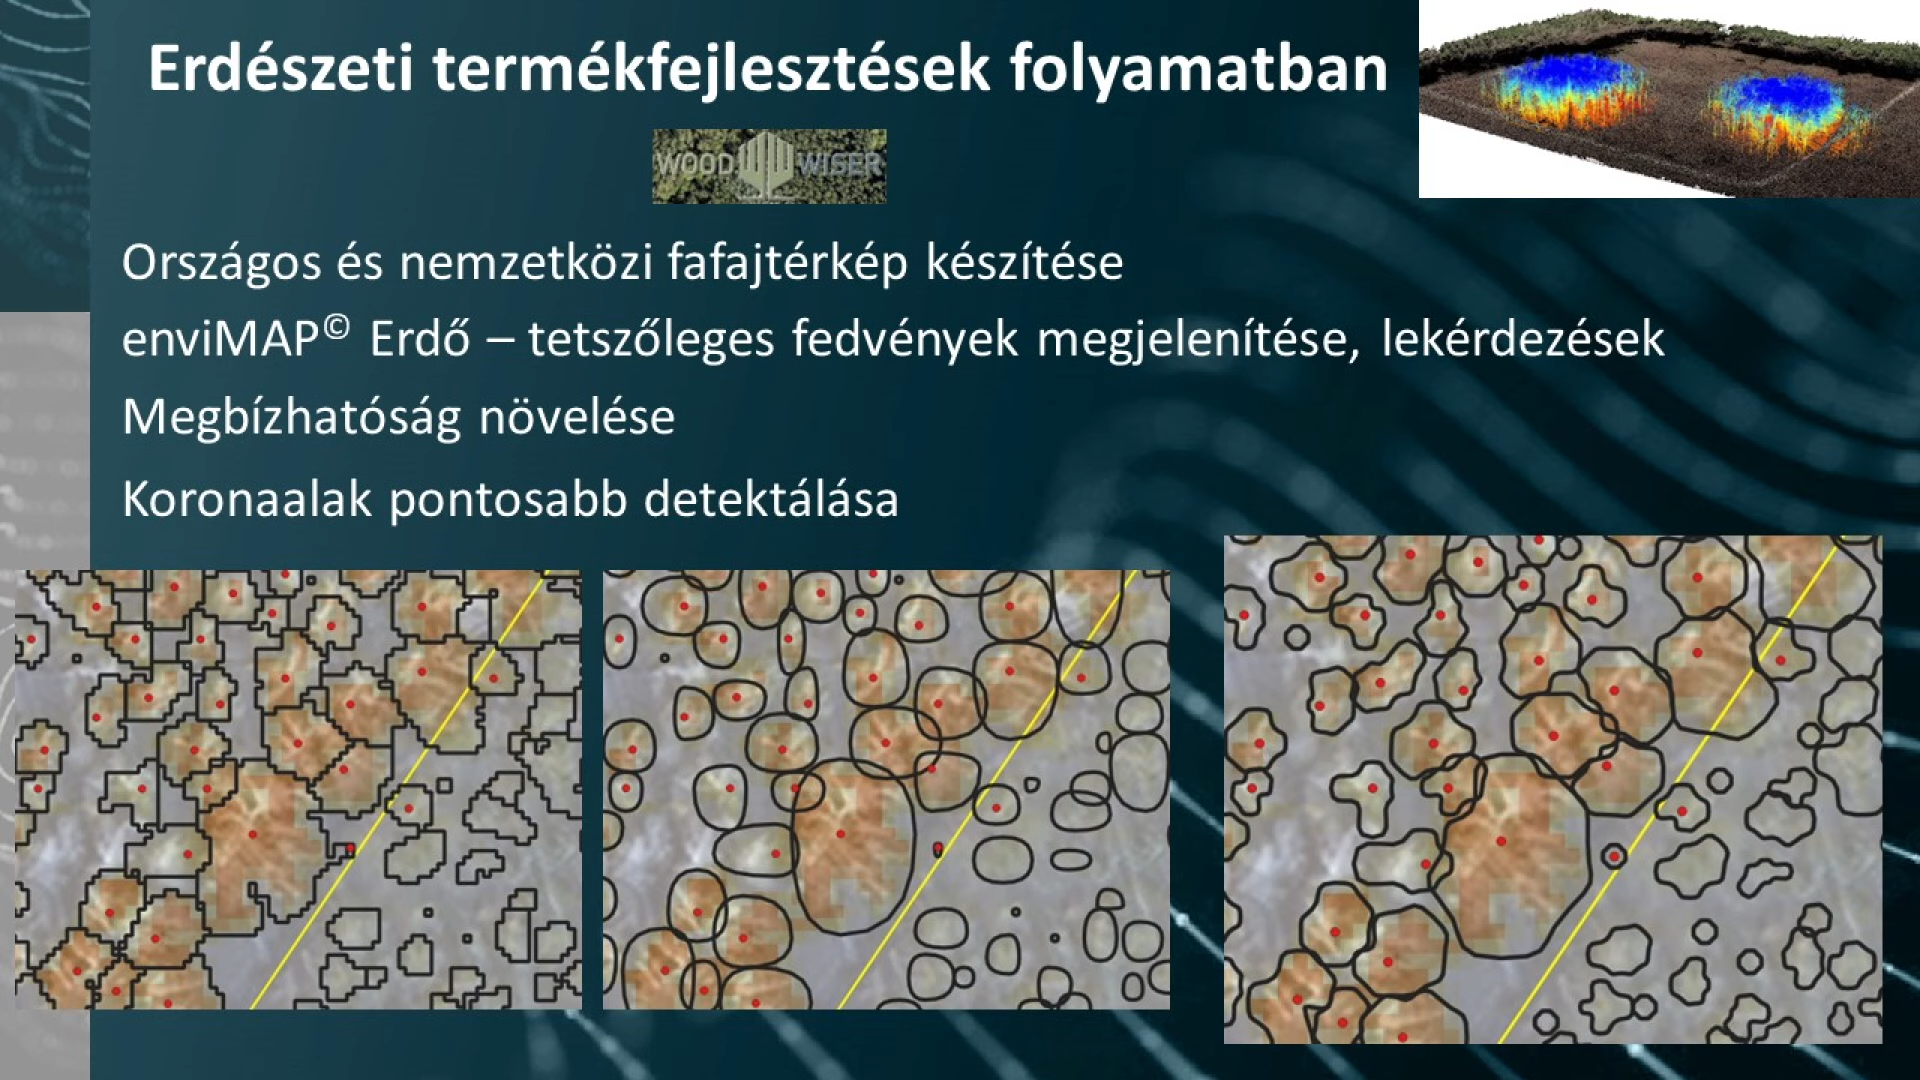 Erdészeti termékfejlesztések folyamatban
WOOD WISER
Országos és nemzetközi fafajtérkép készítése
enviMAP© Erdő – tetszőleges fedvények megjelenítése, lekérdezések
Megbízhatóság növelése
Koronaalak pontosabb detektálása